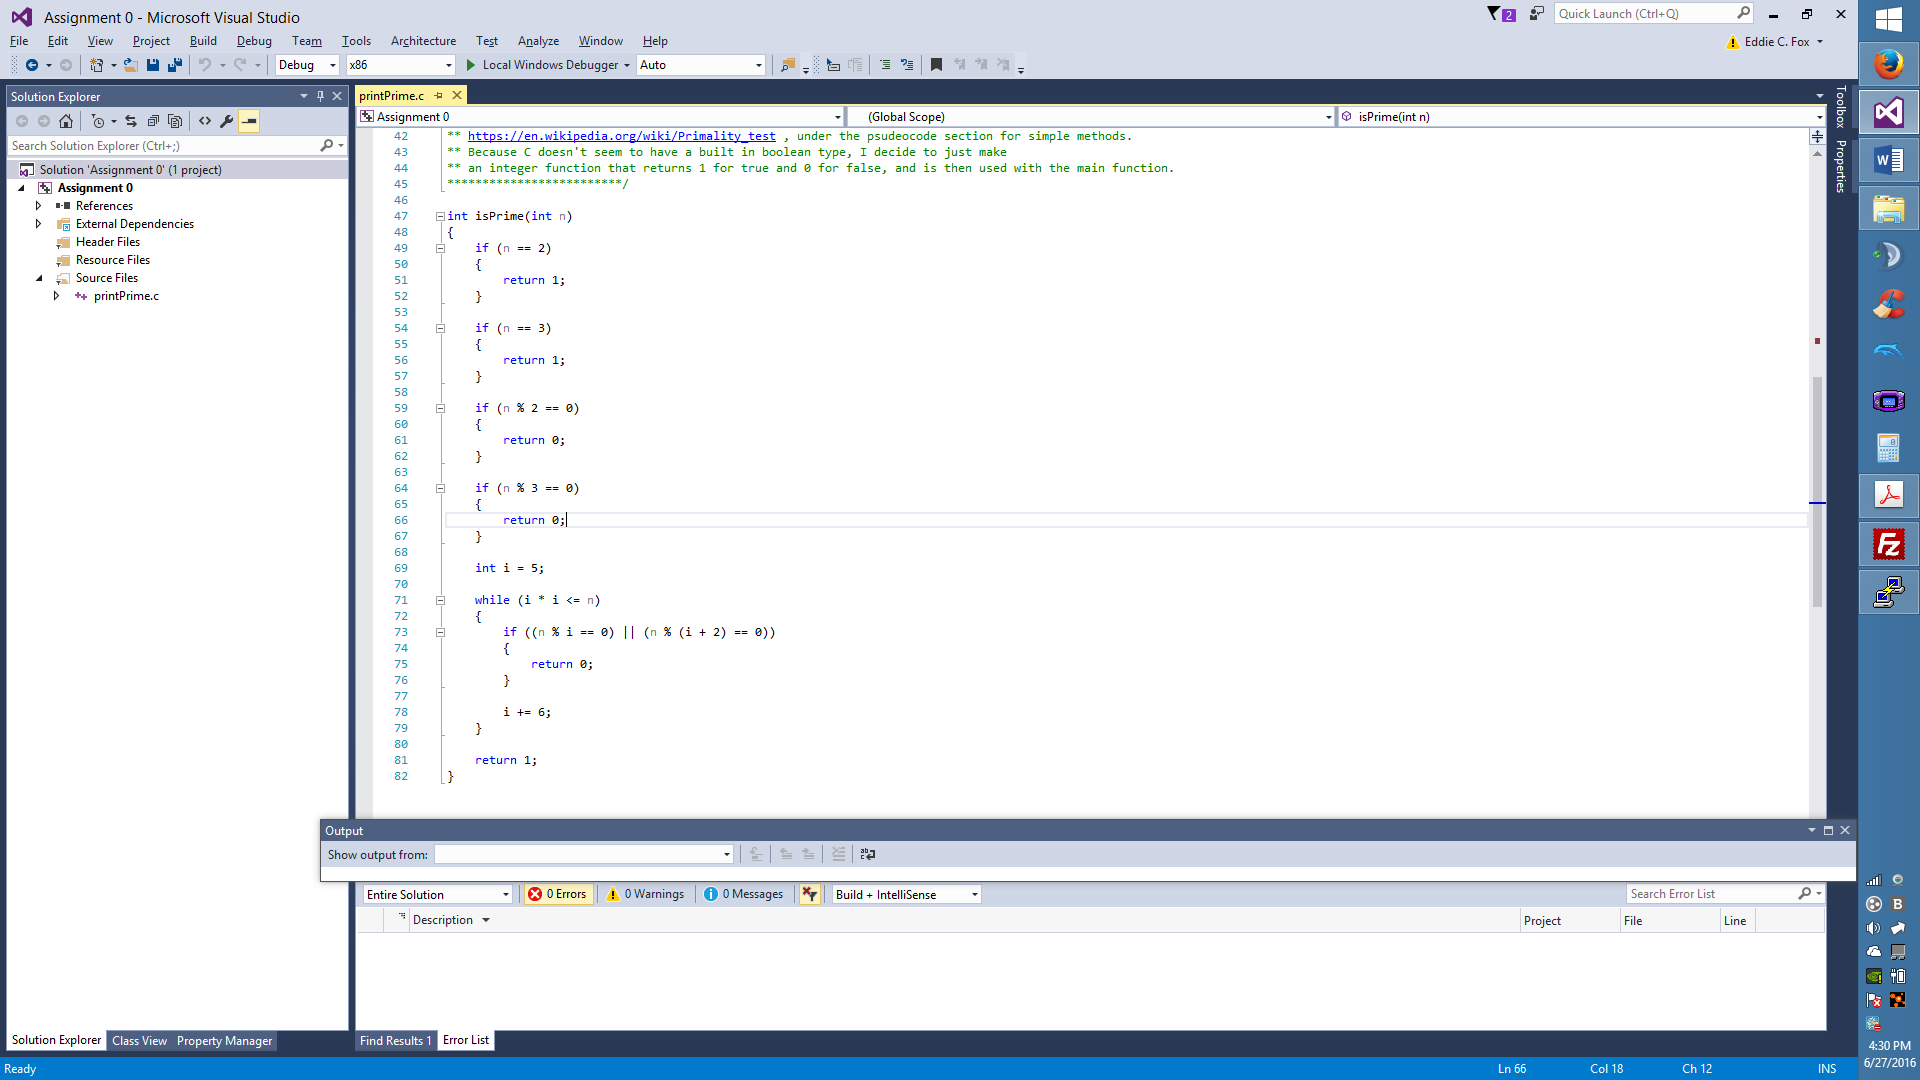 Assignment 0 - Microsoft Visual Studio
2
Quick Launch (Ctrl+Q)
File Edit View Project Build Debug Team Tools Architecture Test Analyze Window Help
Eddie C. Fox
Debug x86 Local Windows Debugger Auto
Solution Explorer
Search Solution Explorer (Ctrl+;)
Solution 'Assignment 0' (1 project)
Assignment 0
References
External Dependencies
Header Files
Resource Files
Source Files
printPrime.c
printPrime.c
Assignment 0 (Global Scope) isPrime(int n)
42 ** https://en.wikipedia.org/wiki/Primality_test , under the psudeocode section for simple methods.
43 ** Because C doesn't seem to have a built in boolean type, I decide to just make
44 ** an integer function that returns 1 for true and 0 for false, and is then used with the main function.
45 *************************/
46
47 int isPrime(int n)
48 {
49 if (n == 2)
50 {
51 return 1;
52 }
53
54 if (n == 3)
55 {
56 return 1;
57 }
58
59 if (n % 2 == 0)
60 {
61 return 0;
62 }
63
64 if (n % 3 == 0)
65 {
66 return 0;
67 }
68
69 int i = 5;
70
71 while (i * i <= n)
72 {
73 if ((n % i == 0) || (n % (i + 2) == 0))
74 {
75 return 0;
76 }
77
78 i += 6;
79 }
80
81 return 1;
82 }
Toolbox
Properties
Output
Show output from:
Entire Solution 0 Errors 0 Warnings 0 Messages Build + IntelliSense Search Error List
Description Project File Line
Solution Explorer Class View Property Manager
Find Results 1 Error List
Ready Ln 66 Col 18 Ch 12 INS
4:30 PM
6/27/2016